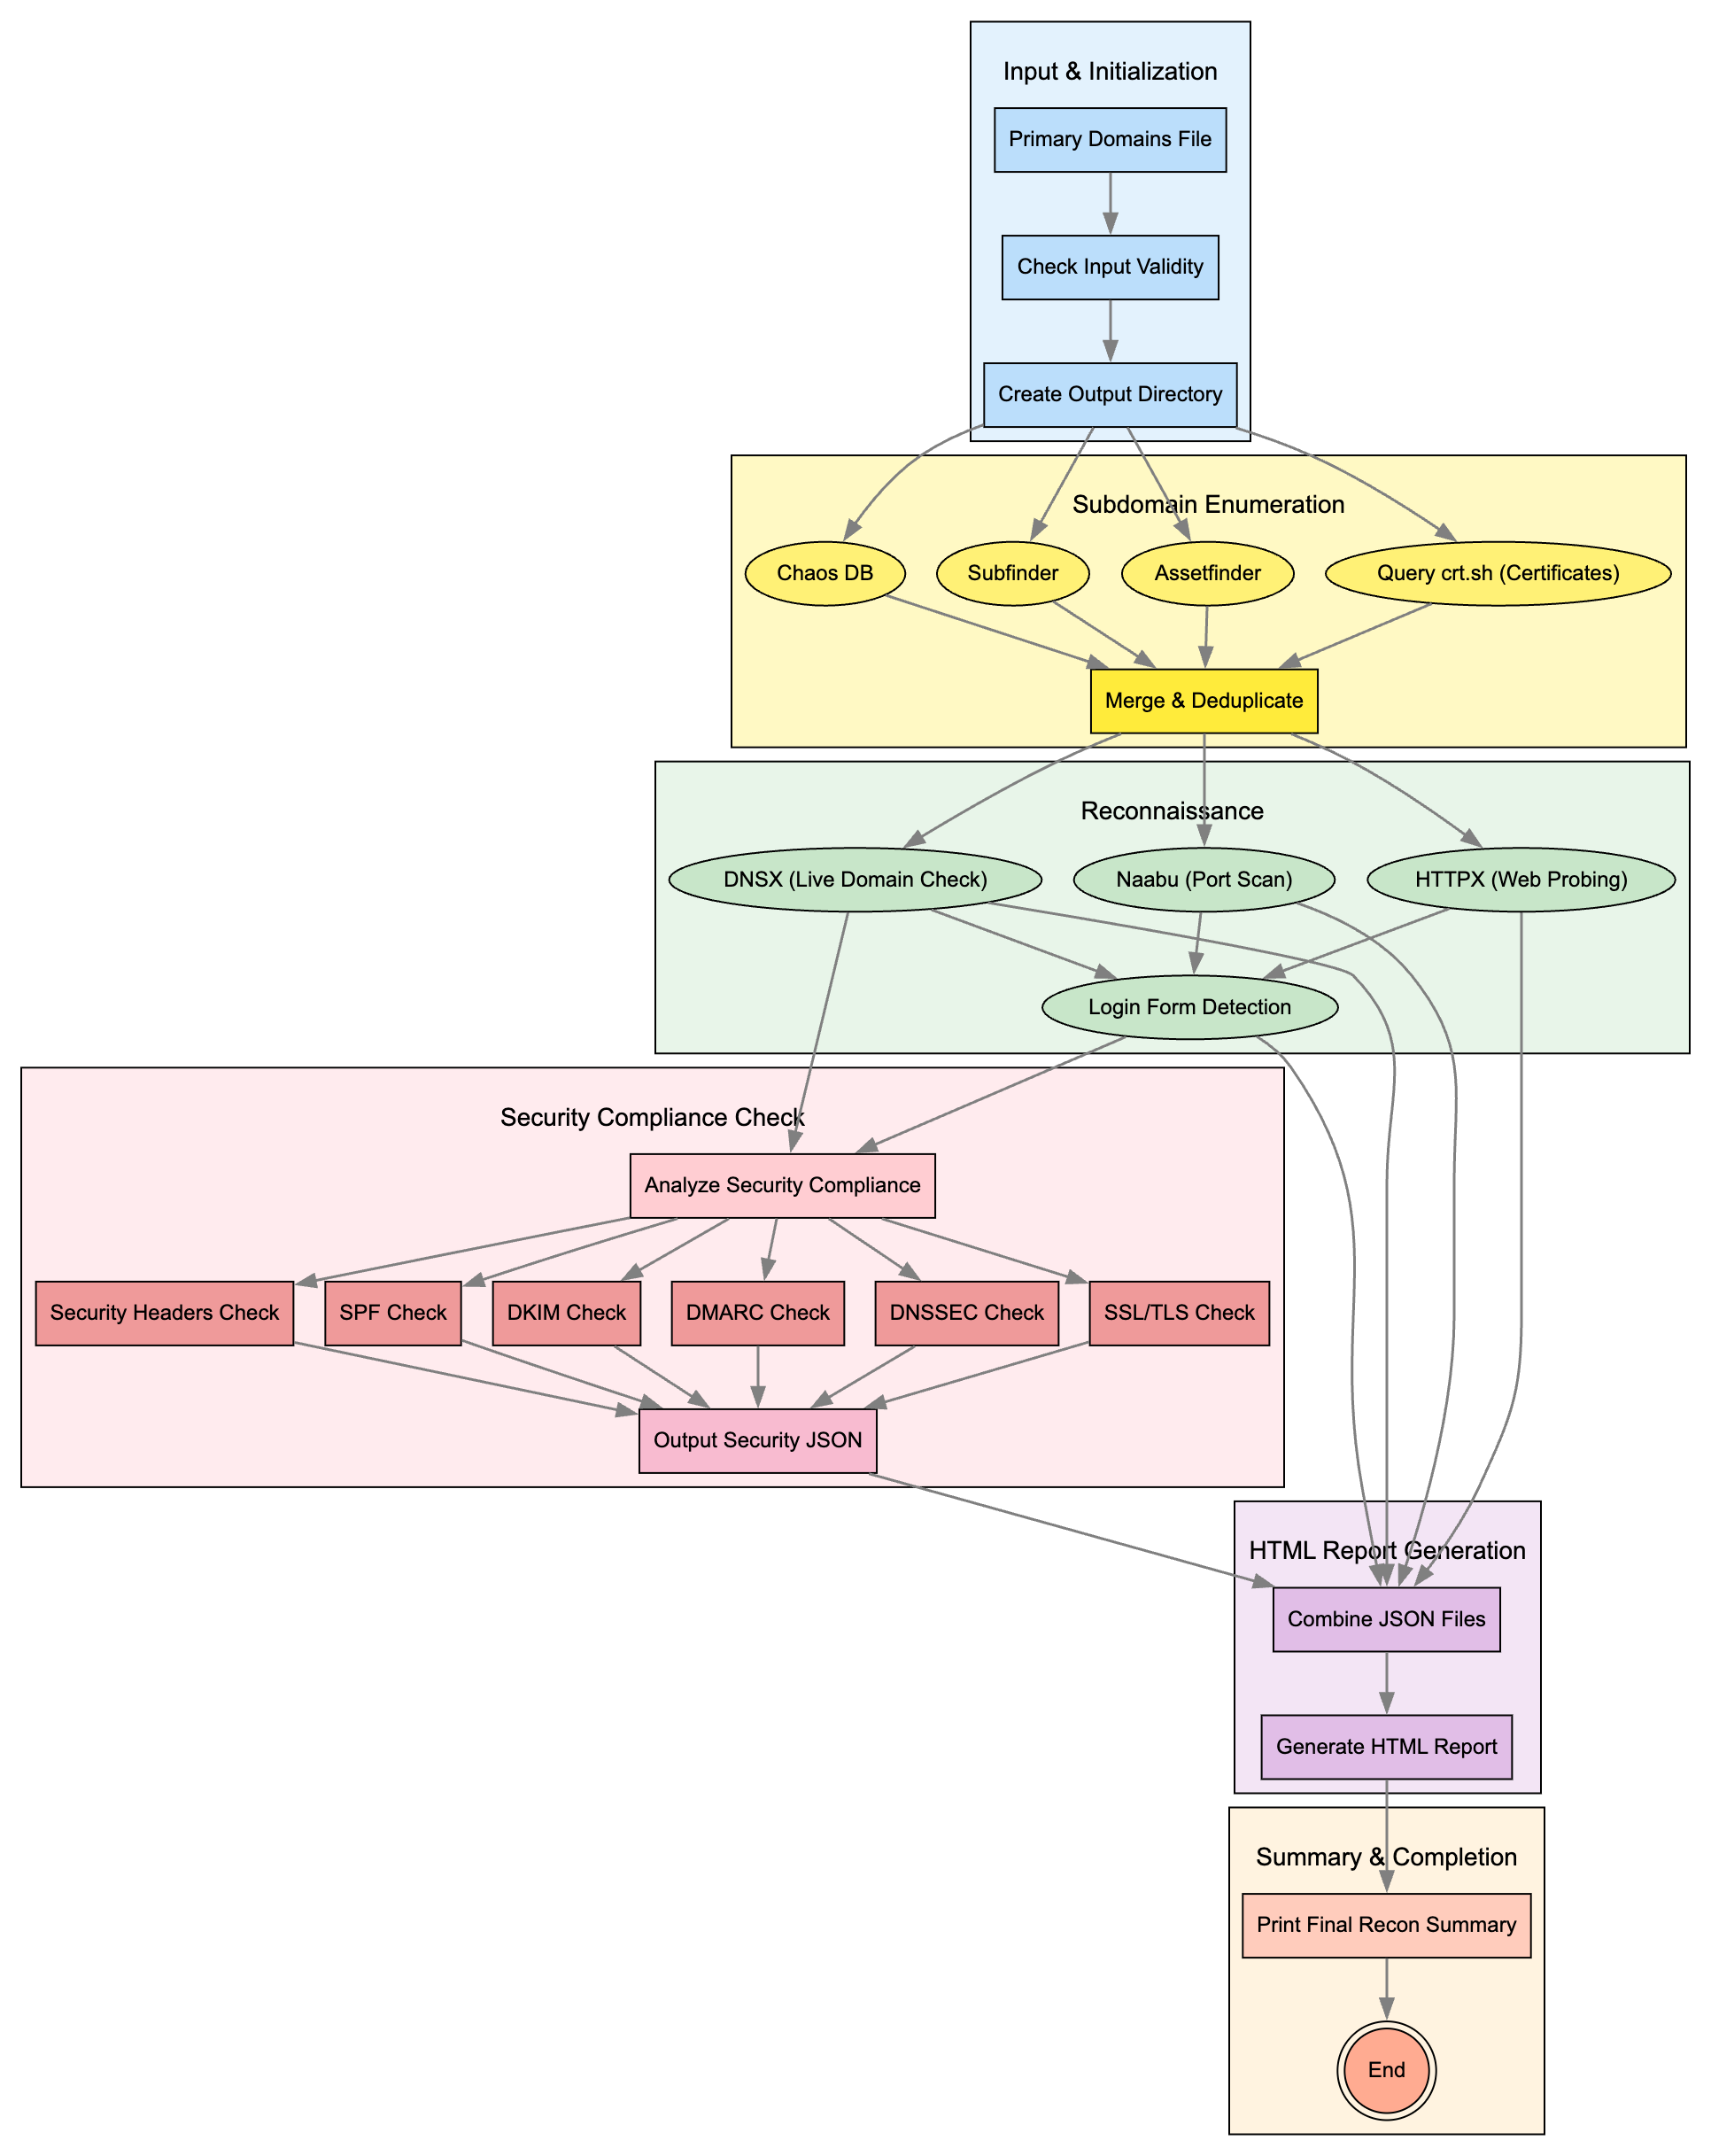 Input & Initialization
Primary Domains File
Check Input Validity
Create Output Directory
Subdomain Enumeration
Chaos DB
Subfinder
Assetfinder
Query crt.sh (Certificates)
Merge & Deduplicate
Reconnaissance
DNSX (Live Domain Check)
Naabu (Port Scan)
HTTPX (Web Probing)
Login Form Detection
Security Compliance Check
Analyze Security Compliance
Security Headers Check
SPF Check
DKIM Check
DMARC Check
DNSSEC Check
SSL/TLS Check
Output Security JSON
HTML Report Generation
Combine JSON Files
Generate HTML Report
Summary & Completion
Print Final Recon Summary
End